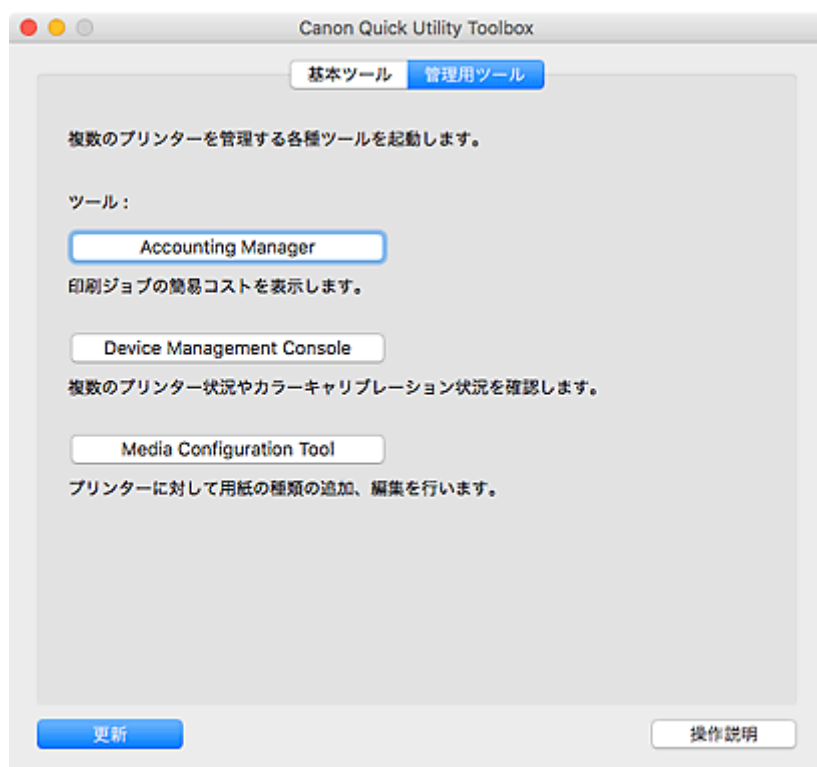 Canon Quick Utility Toolbox
基本ツール 管理用ツール
複数のプリンターを管理する各種ツールを起動します。
ツール：
Accounting Manager
印刷ジョブの簡易コストを表示します。
Device Management Console
複数のプリンター状況やカラーキャリブレーション状況を確認します。
Media Configuration Tool
プリンターに対して用紙の種類の追加、編集を行います。
更新 操作説明